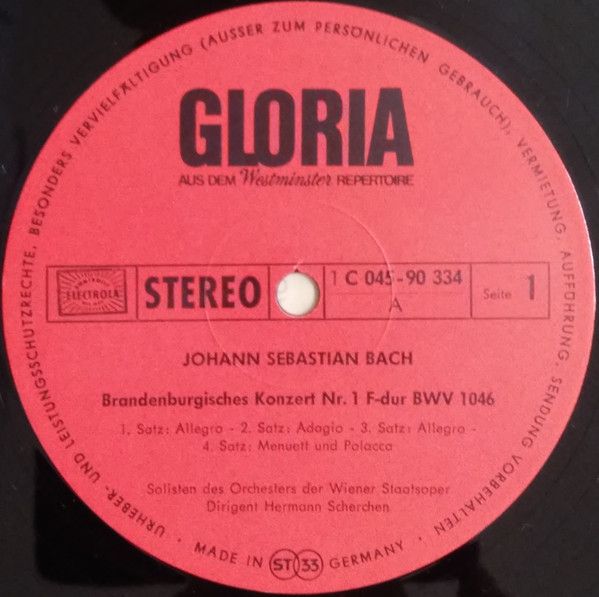 URHEBER- UND LEISTUNGSSCHUTZRECHTE, BESONDERS VERVIELFÄLTIGUNG (AUSSER ZUM PERSÖNLICHEN GEBRAUCH), VERMIETUNG, AUFFÜHRUNG, SENDUNG VORBEHALTEN
GLORIA
AUS DEM Westminster REPERTOIRE
ELECTROLA
STEREO
1 C 045-90 334
A
Seite 1
JOHANN SEBASTIAN BACH
Brandenburgisches Konzert Nr. 1 F-dur BWV 1046
1. Satz: Allegro - 2. Satz: Adagio - 3. Satz: Allegro -
4. Satz: Menuett und Polacca
Solisten des Orchesters der Wiener Staatsoper
Dirigent Hermann Scherchen
· MADE IN ST 33 GERMANY ·